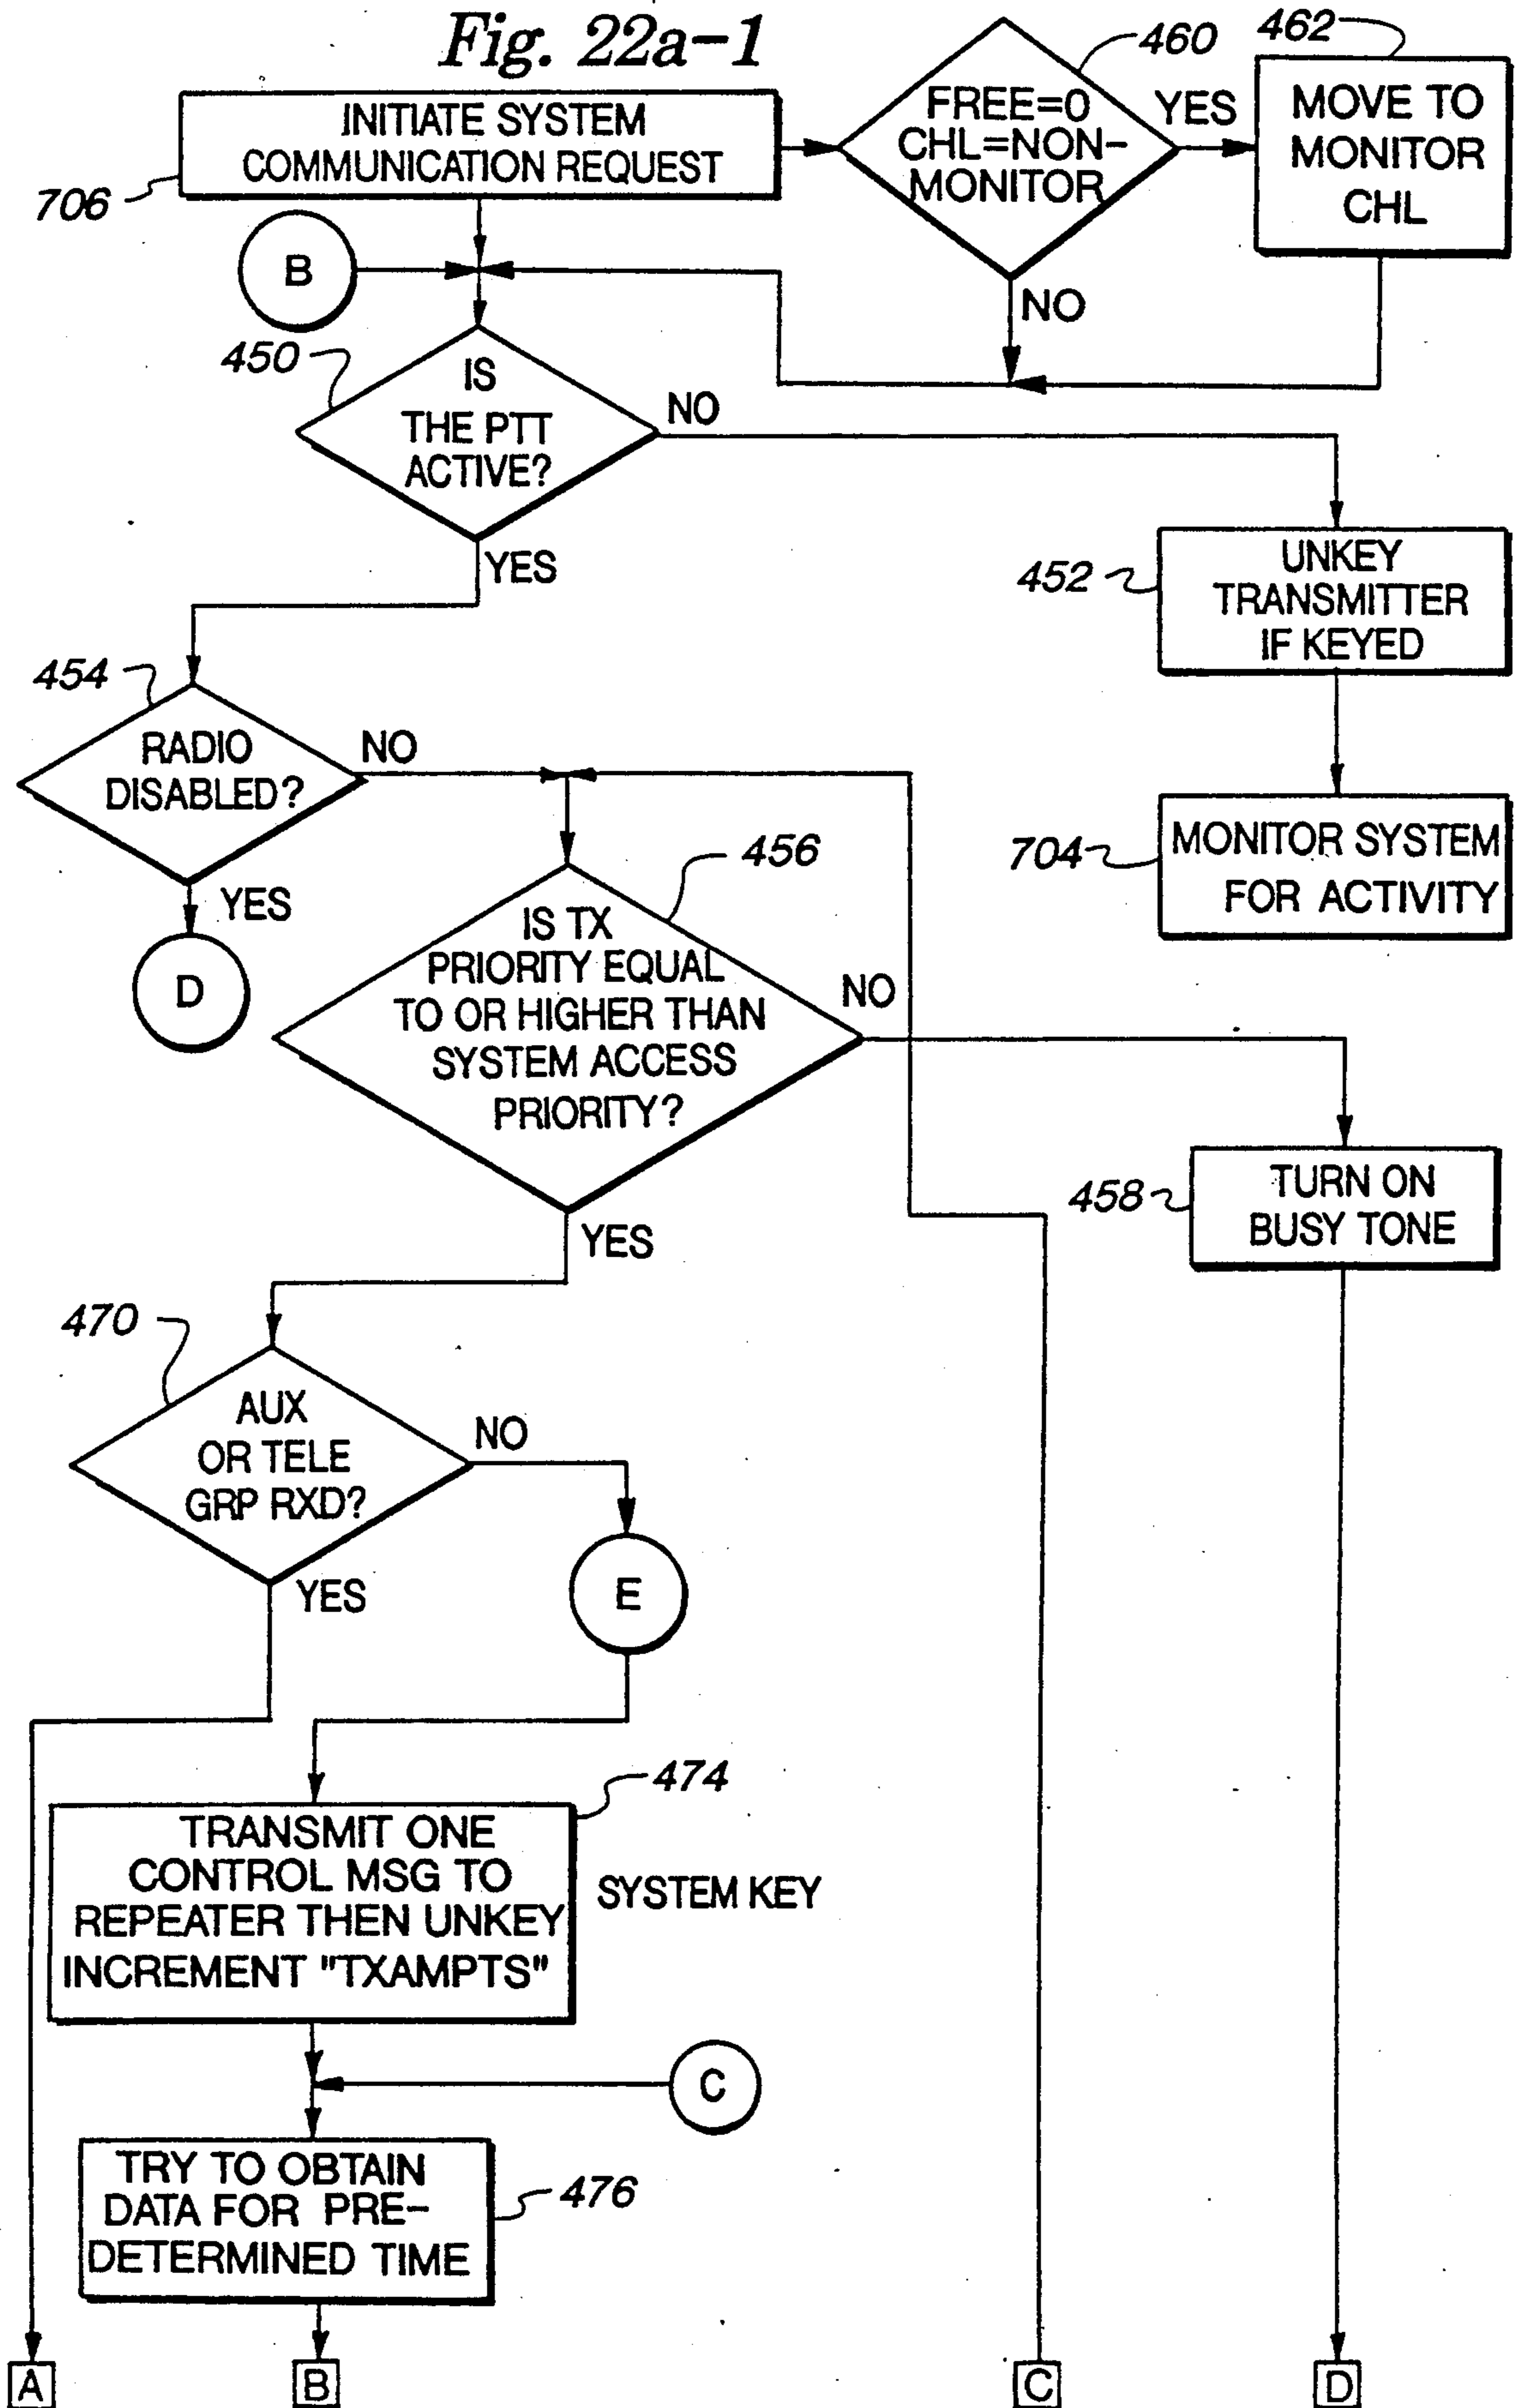 Fig. 22a-1
INITIATE SYSTEM
COMMUNICATION REQUEST
706
FREE=0
CHL=NON-
MONITOR
460
YES
NO
462
MOVE TO
MONITOR
CHL
B
450
IS
THE PTT
ACTIVE?
NO
YES
452
UNKEY
TRANSMITTER
IF KEYED
454
RADIO
DISABLED?
NO
YES
D
704
MONITOR SYSTEM
FOR ACTIVITY
456
IS TX
PRIORITY EQUAL
TO OR HIGHER THAN
SYSTEM ACCESS
PRIORITY?
NO
YES
458
TURN ON
BUSY TONE
470
AUX
OR TELE
GRP RXD?
NO
YES
E
474
TRANSMIT ONE
CONTROL MSG TO
REPEATER THEN UNKEY
INCREMENT "TXAMPTS"
SYSTEM KEY
C
TRY TO OBTAIN
DATA FOR PRE-
DETERMINED TIME
476
A
B
C
D